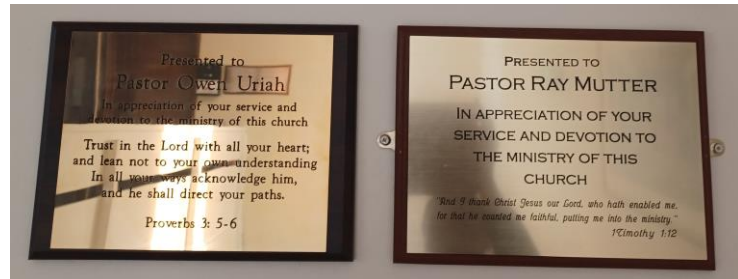 Presented to
Pastor Owen Uriah
In appreciation of your service and
devotion to the ministry of this church
Trust in the Lord with all your heart;
and lean not to your own understanding
In all your ways acknowledge him,
and he shall direct your paths.
Proverbs 3: 5-6
PRESENTED TO
PASTOR RAY MUTTER
IN APPRECIATION OF YOUR
SERVICE AND DEVOTION TO
THE MINISTRY OF THIS
CHURCH
"And I thank Christ Jesus our Lord, who hath enabled me,
for that he counted me faithful, putting me into the ministry."
1Timothy 1:12